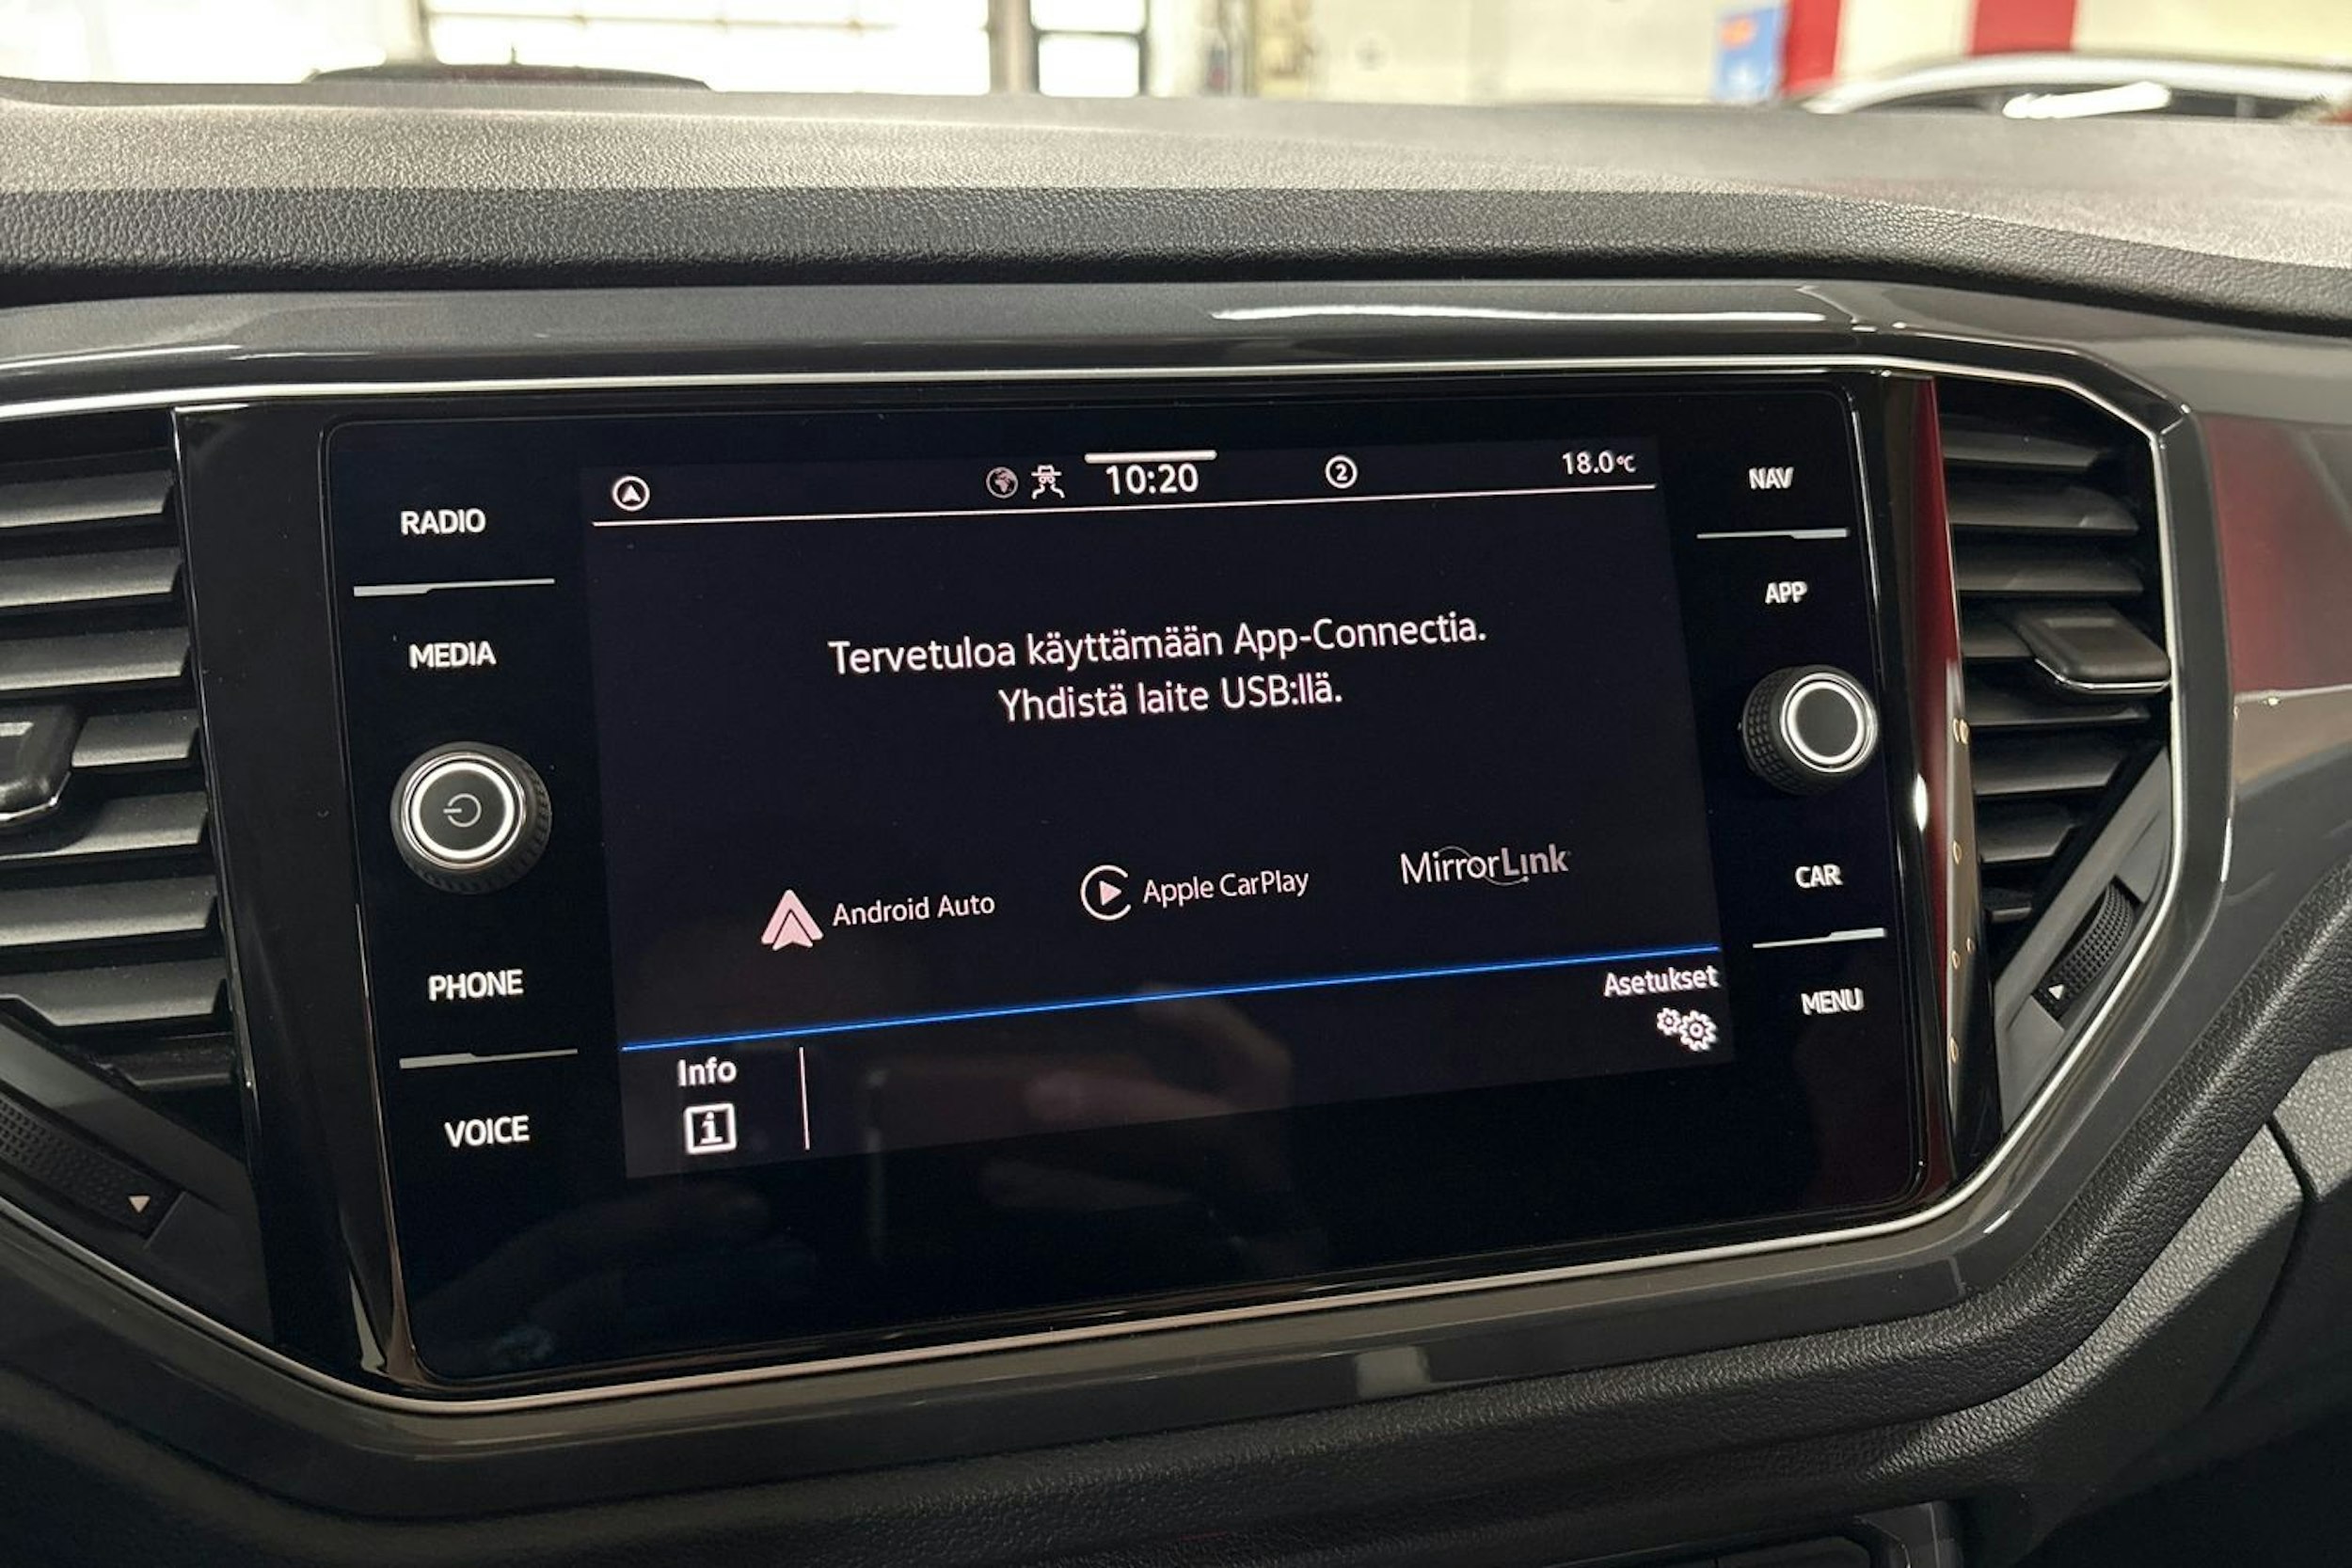 10:20
2
18.0°C
RADIO
NAV
MEDIA
APP
Tervetuloa käyttämään App-Connectia.
Yhdistä laite USB:llä.
Android Auto
Apple CarPlay
MirrorLink
CAR
PHONE
Asetukset
MENU
Info
i
VOICE